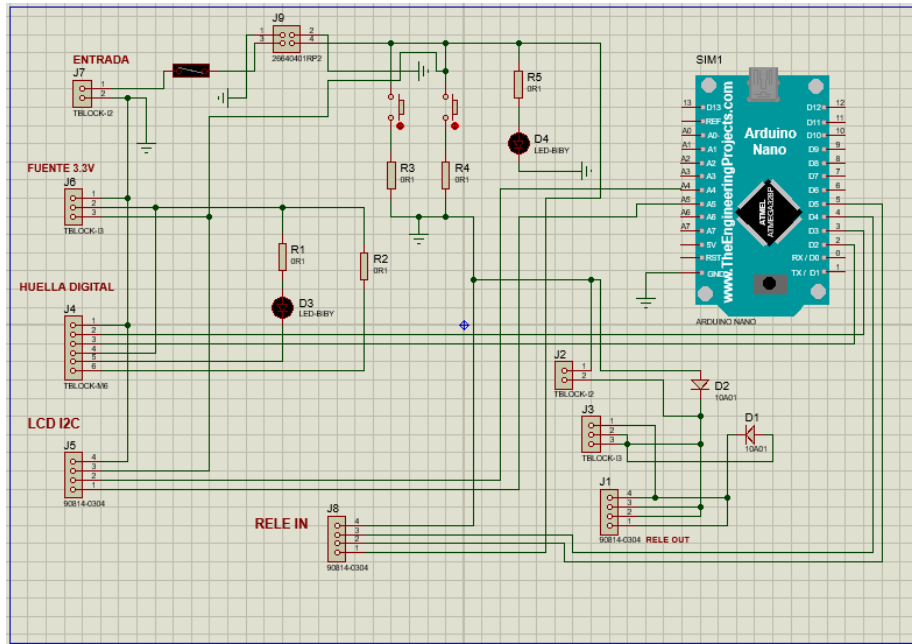 J9
1
2
3
4
26640401RP2
ENTRADA
J7
1
2
TBLOCK-I2
R5
0R1
D4
LED-BIBY
R3
0R1
R4
0R1
FUENTE 3.3V
J6
1
2
3
TBLOCK-I3
R1
0R1
R2
0R1
D3
LED-BIBY
HUELLA DIGITAL
J4
1
2
3
4
5
6
TBLOCK-M6
LCD I2C
J5
4
3
2
1
90814-0304
RELE IN
J8
4
3
2
1
90814-0304
SIM1
13 D13
REF
A0 A0
A1 A1
A2 A2
A3 A3
A4 A4
A5 A5
A6 A6
A7 A7
5V
RST
GND
www.TheEngineeringProjects.com
Arduino
Nano
ATMEL
ATMEGA328P
D12 12
D11 11
D10 10
D9 9
D8 8
D7 7
D6 6
D5 5
D4 4
D3 3
D2 2
RX / D0 0
TX / D1 1
ARDUINO NANO
J2
1
2
TBLOCK-I2
D2
10A01
J3
1
2
3
TBLOCK-I3
D1
10A01
J1
4
3
2
1
90814-0304
RELE OUT